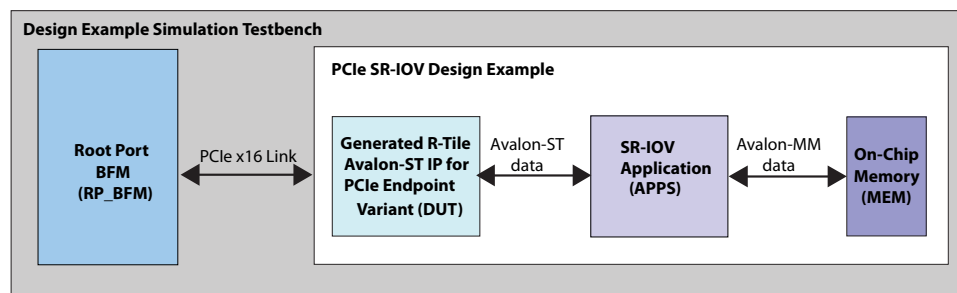 Design Example Simulation Testbench
Root Port
BFM
(RP_BFM)
PCIe x16 Link
PCIe SR-IOV Design Example
Generated R-Tile
Avalon-ST IP for
PCIe Endpoint
Variant (DUT)
Avalon-ST
data
SR-IOV
Application
(APPS)
Avalon-MM
data
On-Chip
Memory
(MEM)